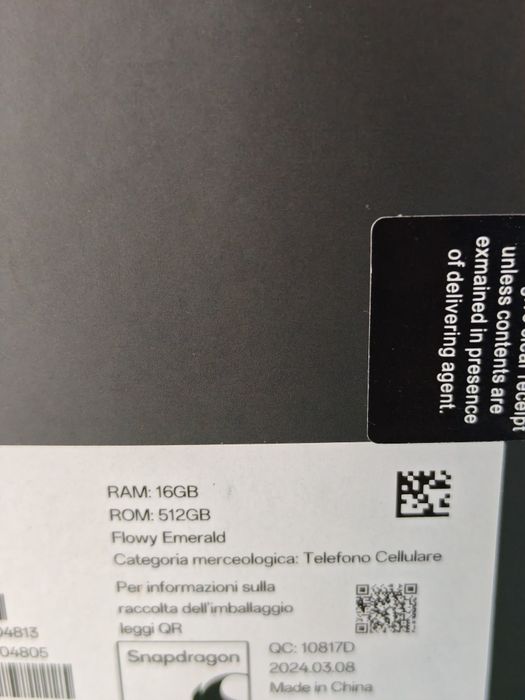 clear receipt
unless contents are
exmained in presence
of delivering agent.
RAM: 16GB
ROM: 512GB
Flowy Emerald
Categoria merceologica: Telefono Cellulare
Per informazioni sulla
raccolta dell'imballaggio
leggi QR
04813
04805
Snapdragon
QC: 10817D
2024.03.08
Made in China